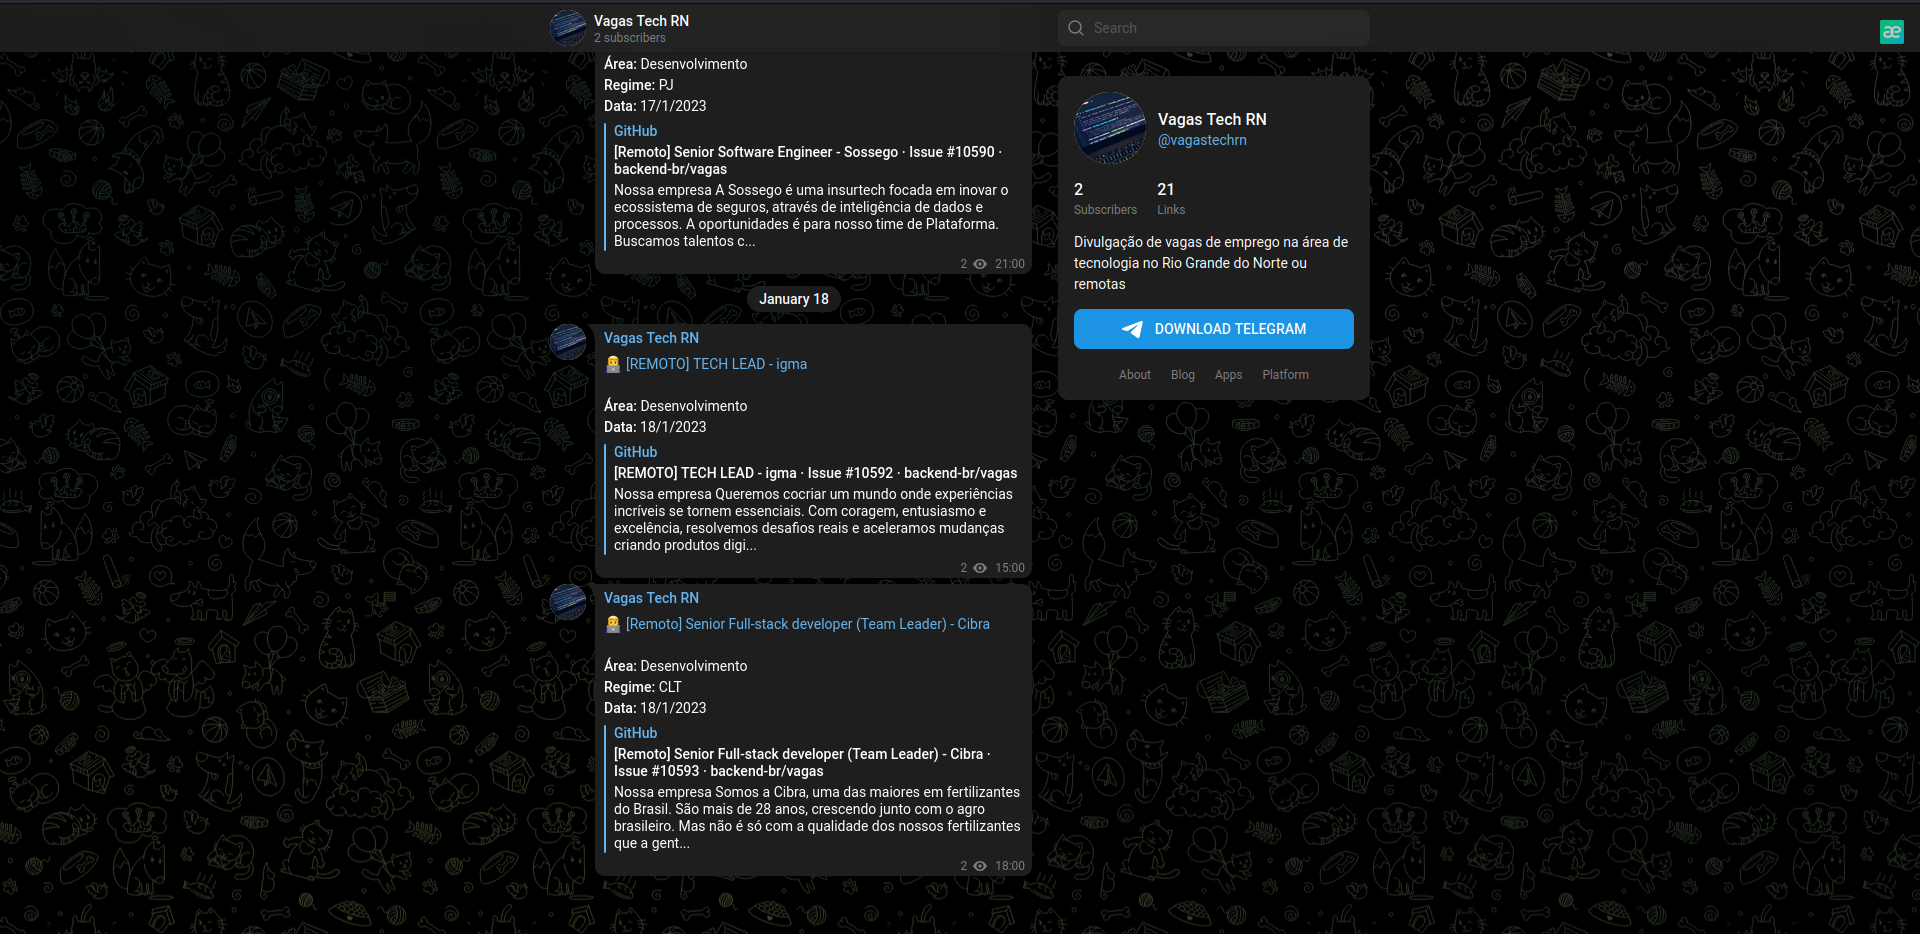 Vagas Tech RN
2 subscribers
Search
æ
Área: Desenvolvimento
Regime: PJ
Data: 17/1/2023
GitHub
[Remoto] Senior Software Engineer - Sossego · Issue #10590 ·
backend-br/vagas
Nossa empresa A Sossego é uma insurtech focada em inovar o
ecossistema de seguros, através de inteligência de dados e
processos. A oportunidades é para nosso time de Plataforma.
Buscamos talentos c...
2 21:00
January 18
Vagas Tech RN
[REMOTO] TECH LEAD - igma
Área: Desenvolvimento
Data: 18/1/2023
GitHub
[REMOTO] TECH LEAD - igma · Issue #10592 · backend-br/vagas
Nossa empresa Queremos cocriar um mundo onde experiências
incríveis se tornem essenciais. Com coragem, entusiasmo e
excelência, resolvemos desafios reais e aceleramos mudanças
criando produtos digi...
2 15:00
Vagas Tech RN
[Remoto] Senior Full-stack developer (Team Leader) - Cibra
Área: Desenvolvimento
Regime: CLT
Data: 18/1/2023
GitHub
[Remoto] Senior Full-stack developer (Team Leader) - Cibra ·
Issue #10593 · backend-br/vagas
Nossa empresa Somos a Cibra, uma das maiores em fertilizantes
do Brasil. São mais de 28 anos, crescendo junto com o agro
brasileiro. Mas não é só com a qualidade dos nossos fertilizantes
que a gent...
2 18:00
Vagas Tech RN
@vagastechrn
2 21
Subscribers Links
Divulgação de vagas de emprego na área de
tecnologia no Rio Grande do Norte ou
remotas
DOWNLOAD TELEGRAM
About Blog Apps Platform